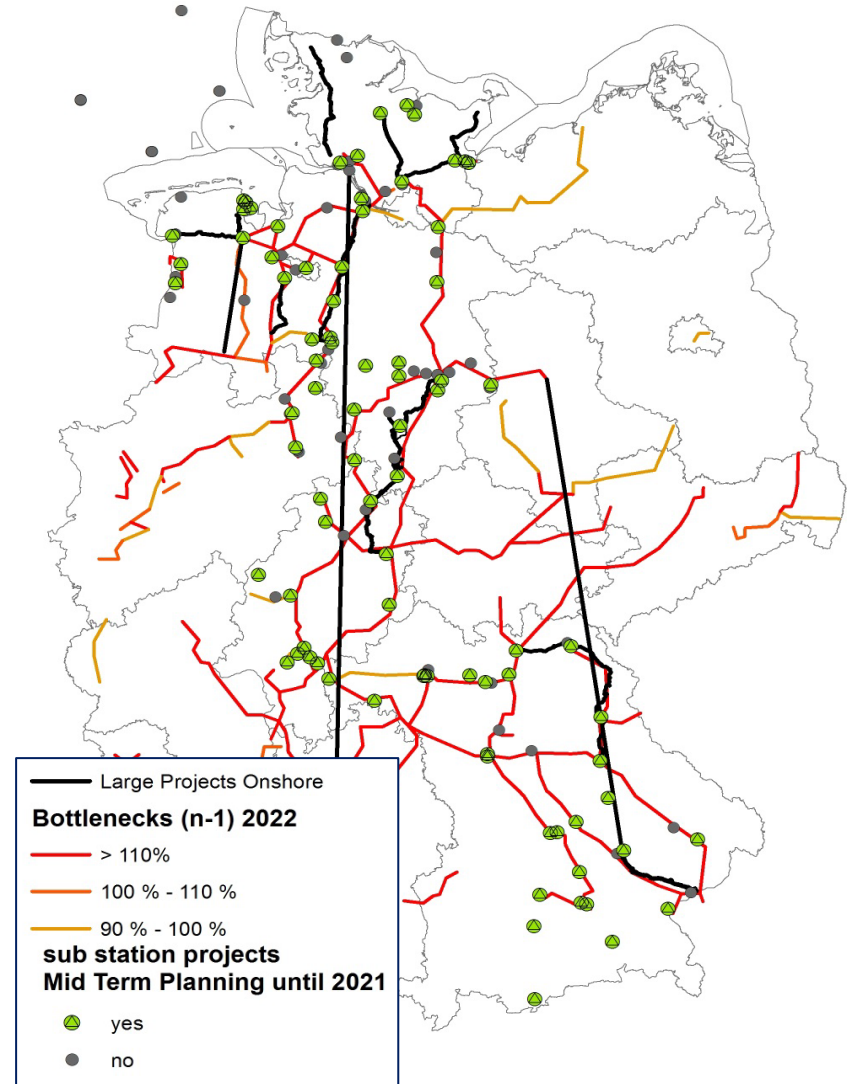 Large Projects Onshore
Bottlenecks (n-1) 2022
> 110%
100 % - 110 %
90 % - 100 %
sub station projects
Mid Term Planning until 2021
yes
no